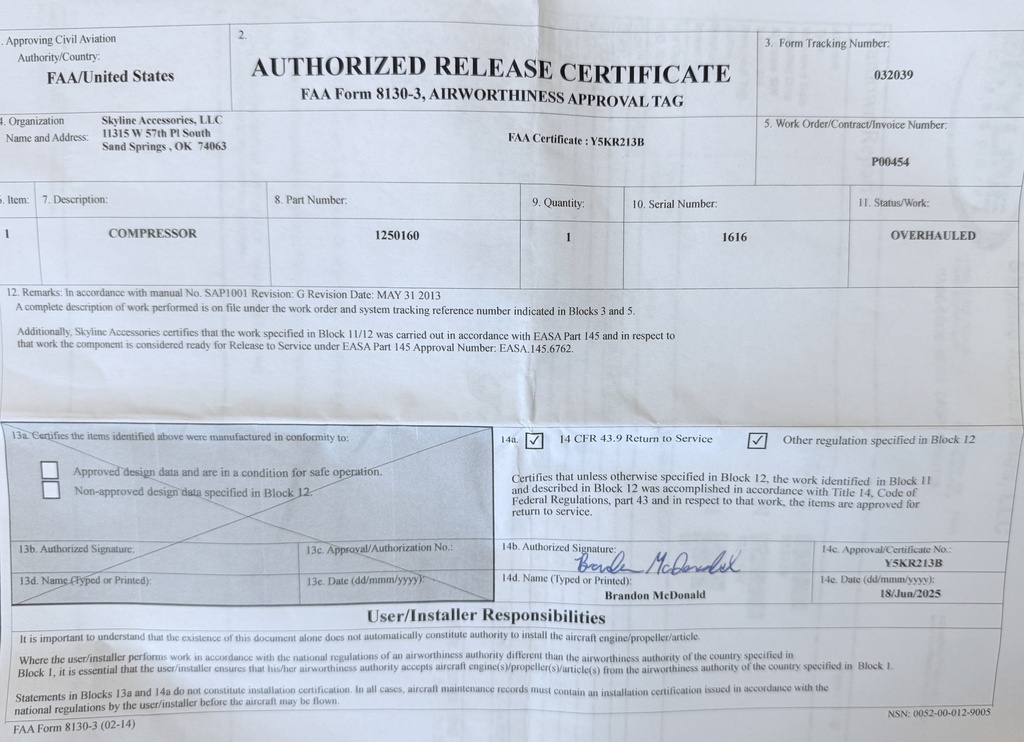 . Approving Civil Aviation
Authority/Country:
FAA/United States
2.
AUTHORIZED RELEASE CERTIFICATE
FAA Form 8130-3, AIRWORTHINESS APPROVAL TAG
3. Form Tracking Number:
032039
4. Organization
Name and Address:
Skyline Accessories, LLC
11315 W 57th Pl South
Sand Springs , OK 74063
FAA Certificate : Y5KR213B
5. Work Order/Contract/Invoice Number:
P00454
. Item:
7. Description:
8. Part Number:
9. Quantity:
10. Serial Number:
11. Status/Work:
1
COMPRESSOR
1250160
1
1616
OVERHAULED
12. Remarks: In accordance with manual No. SAP1001 Revision: G Revision Date: MAY 31 2013
A complete description of work performed is on file under the work order and system tracking reference number indicated in Blocks 3 and 5.
Additionally, Skyline Accessories certifies that the work specified in Block 11/12 was carried out in accordance with EASA Part 145 and in respect to
that work the component is considered ready for Release to Service under EASA Part 145 Approval Number: EASA.145.6762.
13a. Certifies the items identified above were manufactured in conformity to:
Approved design data and are in a condition for safe operation.
Non-approved design data specified in Block 12.
13b. Authorized Signature:
13c. Approval/Authorization No.:
13d. Name (Typed or Printed):
13e. Date (dd/mmm/yyyy):
14a.
14 CFR 43.9 Return to Service
Other regulation specified in Block 12
Certifies that unless otherwise specified in Block 12, the work identified in Block 11
and described in Block 12 was accomplished in accordance with Title 14, Code of
Federal Regulations, part 43 and in respect to that work, the items are approved for
return to service.
14b. Authorized Signature:
Brandon McDonald
14c. Approval/Certificate No.:
Y5KR213B
14d. Name (Typed or Printed):
Brandon McDonald
14e. Date (dd/mmm/yyyy):
18/Jun/2025
User/Installer Responsibilities
It is important to understand that the existence of this document alone does not automatically constitute authority to install the aircraft engine/propeller/article.
Where the user/installer performs work in accordance with the national regulations of an airworthiness authority different than the airworthiness authority of the country specified in
Block 1, it is essential that the user/installer ensures that his/her airworthiness authority accepts aircraft engine(s)/propeller(s)/article(s) from the airworthiness authority of the country specified in Block 1.
Statements in Blocks 13a and 14a do not constitute installation certification. In all cases, aircraft maintenance records must contain an installation certification issued in accordance with the
national regulations by the user/installer before the aircraft may be flown.
FAA Form 8130-3 (02-14)
NSN: 0052-00-012-9005